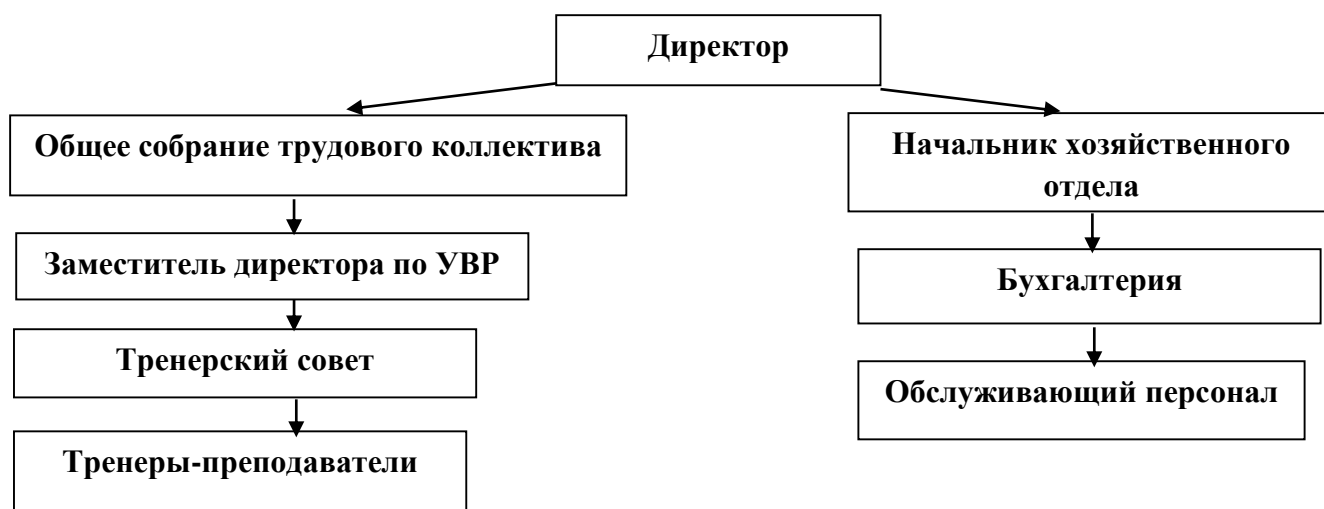 Директор
Общее собрание трудового коллектива
Начальник хозяйственного
отдела
Заместитель директора по УВР
Бухгалтерия
Тренерский совет
Обслуживающий персонал
Тренеры-преподаватели